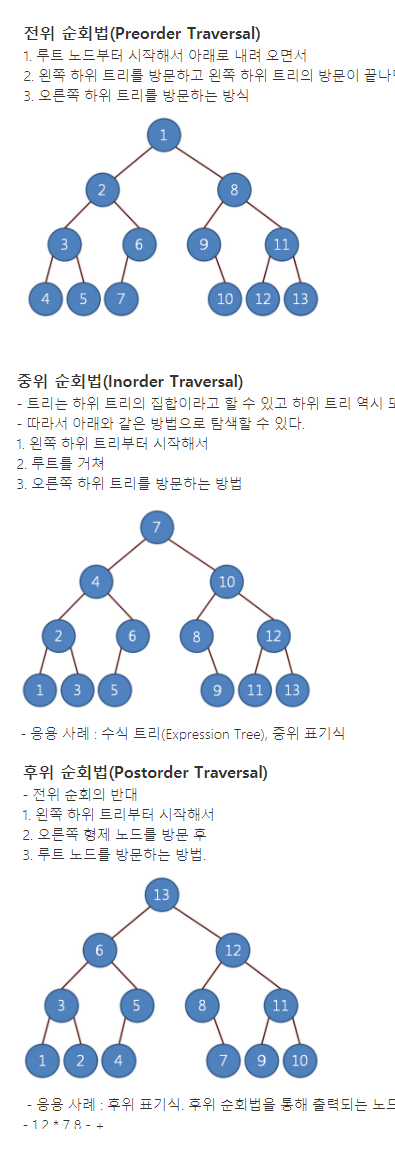 전위 순회법(Preorder Traversal)
1. 루트 노드부터 시작해서 아래로 내려 오면서
2. 왼쪽 하위 트리를 방문하고 왼쪽 하위 트리의 방문이 끝나
3. 오른쪽 하위 트리를 방문하는 방식
1
2 8
3 6 9 11
4 5 7 10 12 13
중위 순회법(Inorder Traversal)
- 트리는 하위 트리의 집합이라고 할 수 있고 하위 트리 역시
- 따라서 아래와 같은 방법으로 탐색할 수 있다.
1. 왼쪽 하위 트리부터 시작해서
2. 루트를 거쳐
3. 오른쪽 하위 트리를 방문하는 방법
7
4 10
2 6 8 12
1 3 5 9 11 13
- 응용 사례 : 수식 트리(Expression Tree), 중위 표기식
후위 순회법(Postorder Traversal)
- 전위 순회의 반대
1. 왼쪽 하위 트리부터 시작해서
2. 오른쪽 형제 노드를 방문 후
3. 루트 노드를 방문하는 방법.
13
6 12
3 5 8 11
1 2 4 7 9 10
- 응용 사례 : 후위 표기식. 후위 순회법을 통해 출력되는 노드
- 1 2 * 7 8 - +